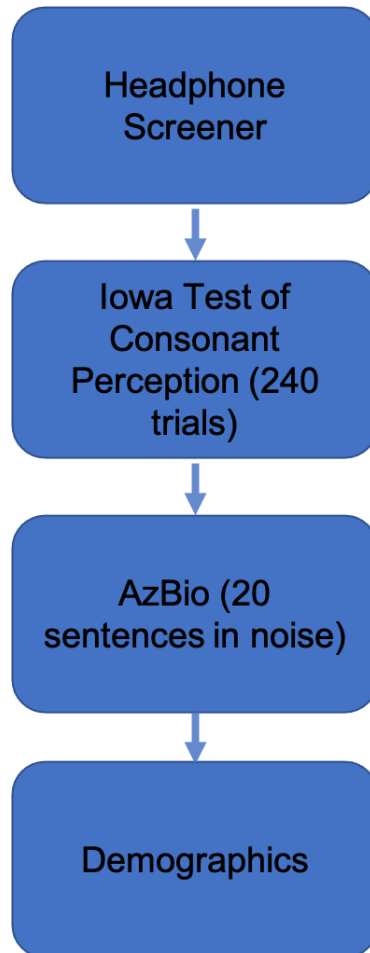 Headphone
Screener
Iowa Test of
Consonant
Perception (240
trials)
AzBio (20
sentences in noise)
Demographics